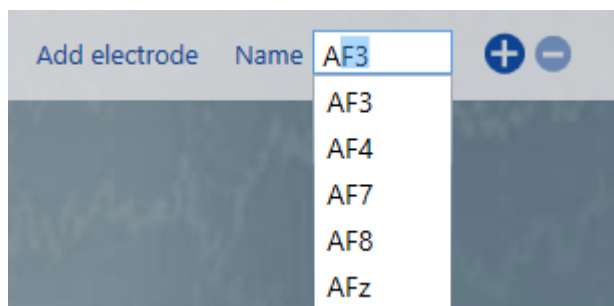 Add electrode Name AF3
AF3
AF4
AF7
AF8
AFz